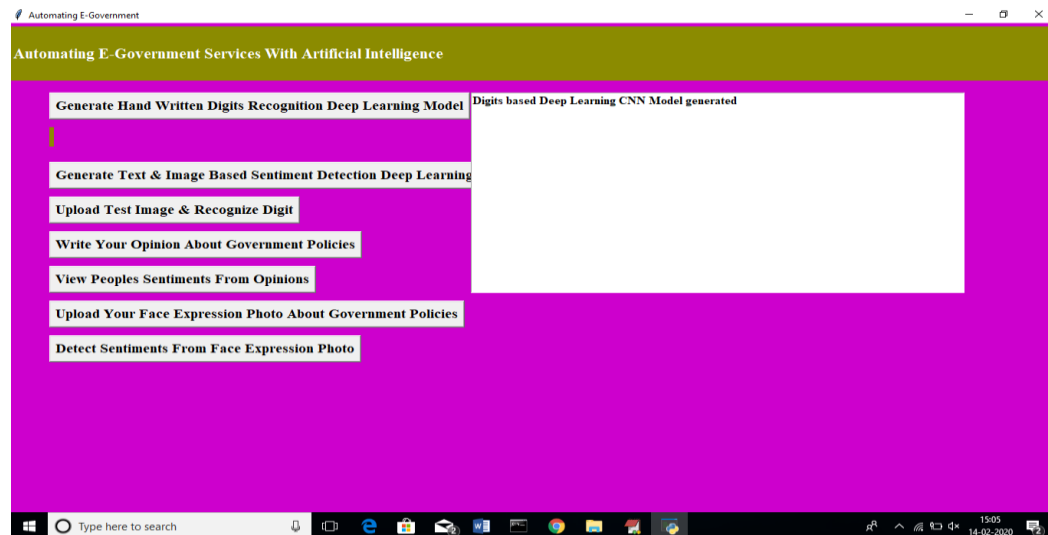 Automating E-Government
Automating E-Government Services With Artificial Intelligence
Generate Hand Written Digits Recognition Deep Learning Model
Digits based Deep Learning CNN Model generated
Generate Text & Image Based Sentiment Detection Deep Learning
Upload Test Image & Recognize Digit
Write Your Opinion About Government Policies
View Peoples Sentiments From Opinions
Upload Your Face Expression Photo About Government Policies
Detect Sentiments From Face Expression Photo
Type here to search
15:05
14-02-2020